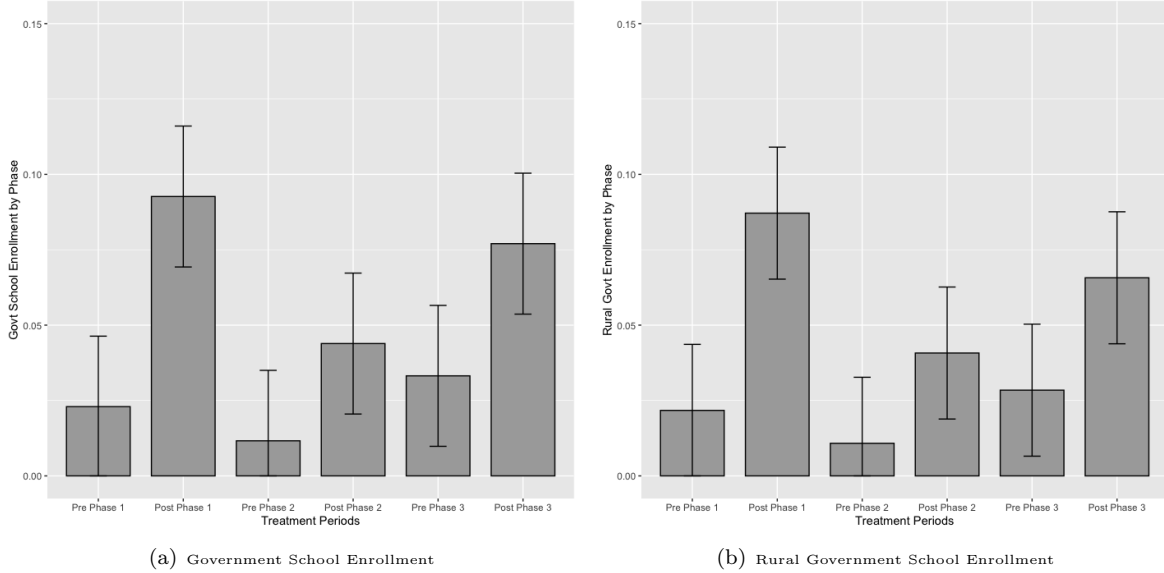 Govt School Enrollment by Phase
0.15
0.10
0.05
0.00
Pre Phase 1
Post Phase 1
Pre Phase 2
Post Phase 2
Pre Phase 3
Post Phase 3
Treatment Periods
(a) Government School Enrollment
Rural Govt Enrollment by Phase
0.15
0.10
0.05
0.00
Pre Phase 1
Post Phase 1
Pre Phase 2
Post Phase 2
Pre Phase 3
Post Phase 3
Treatment Periods
(b) Rural Government School Enrollment